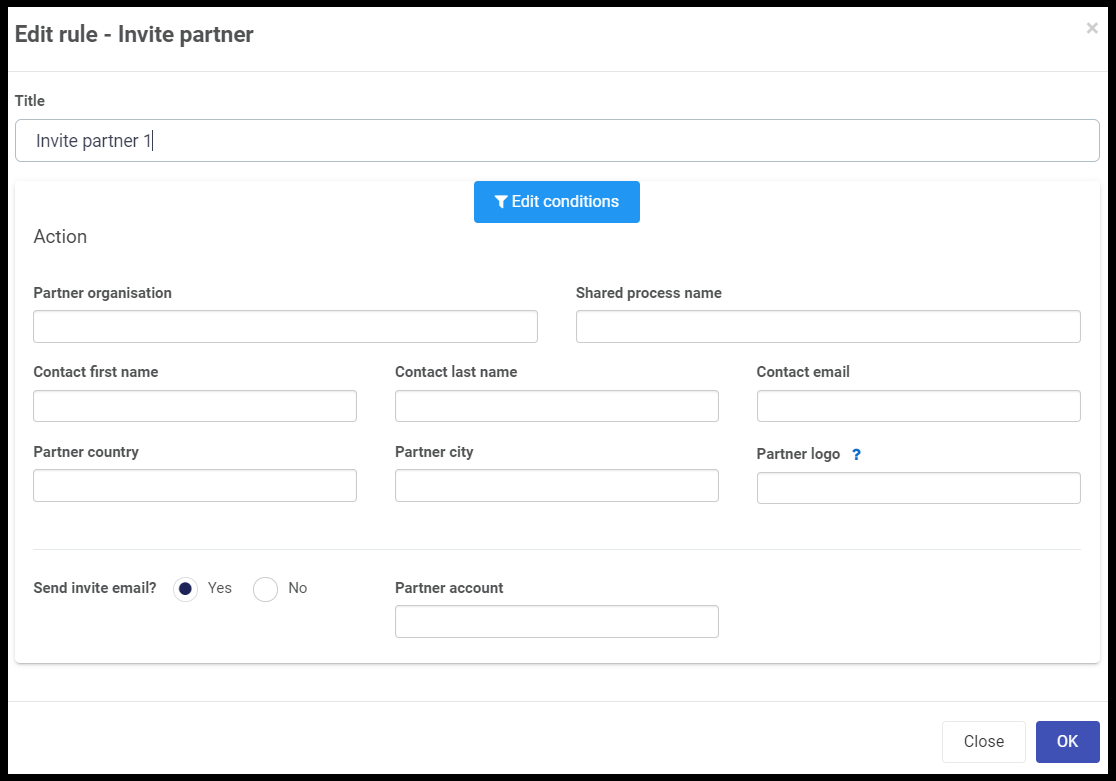 Edit rule - Invite partner
×
Title
Invite partner 1
Edit conditions
Action
Partner organisation Shared process name
Contact first name Contact last name Contact email
Partner country Partner city Partner logo ?
Send invite email? Yes No Partner account
Close OK